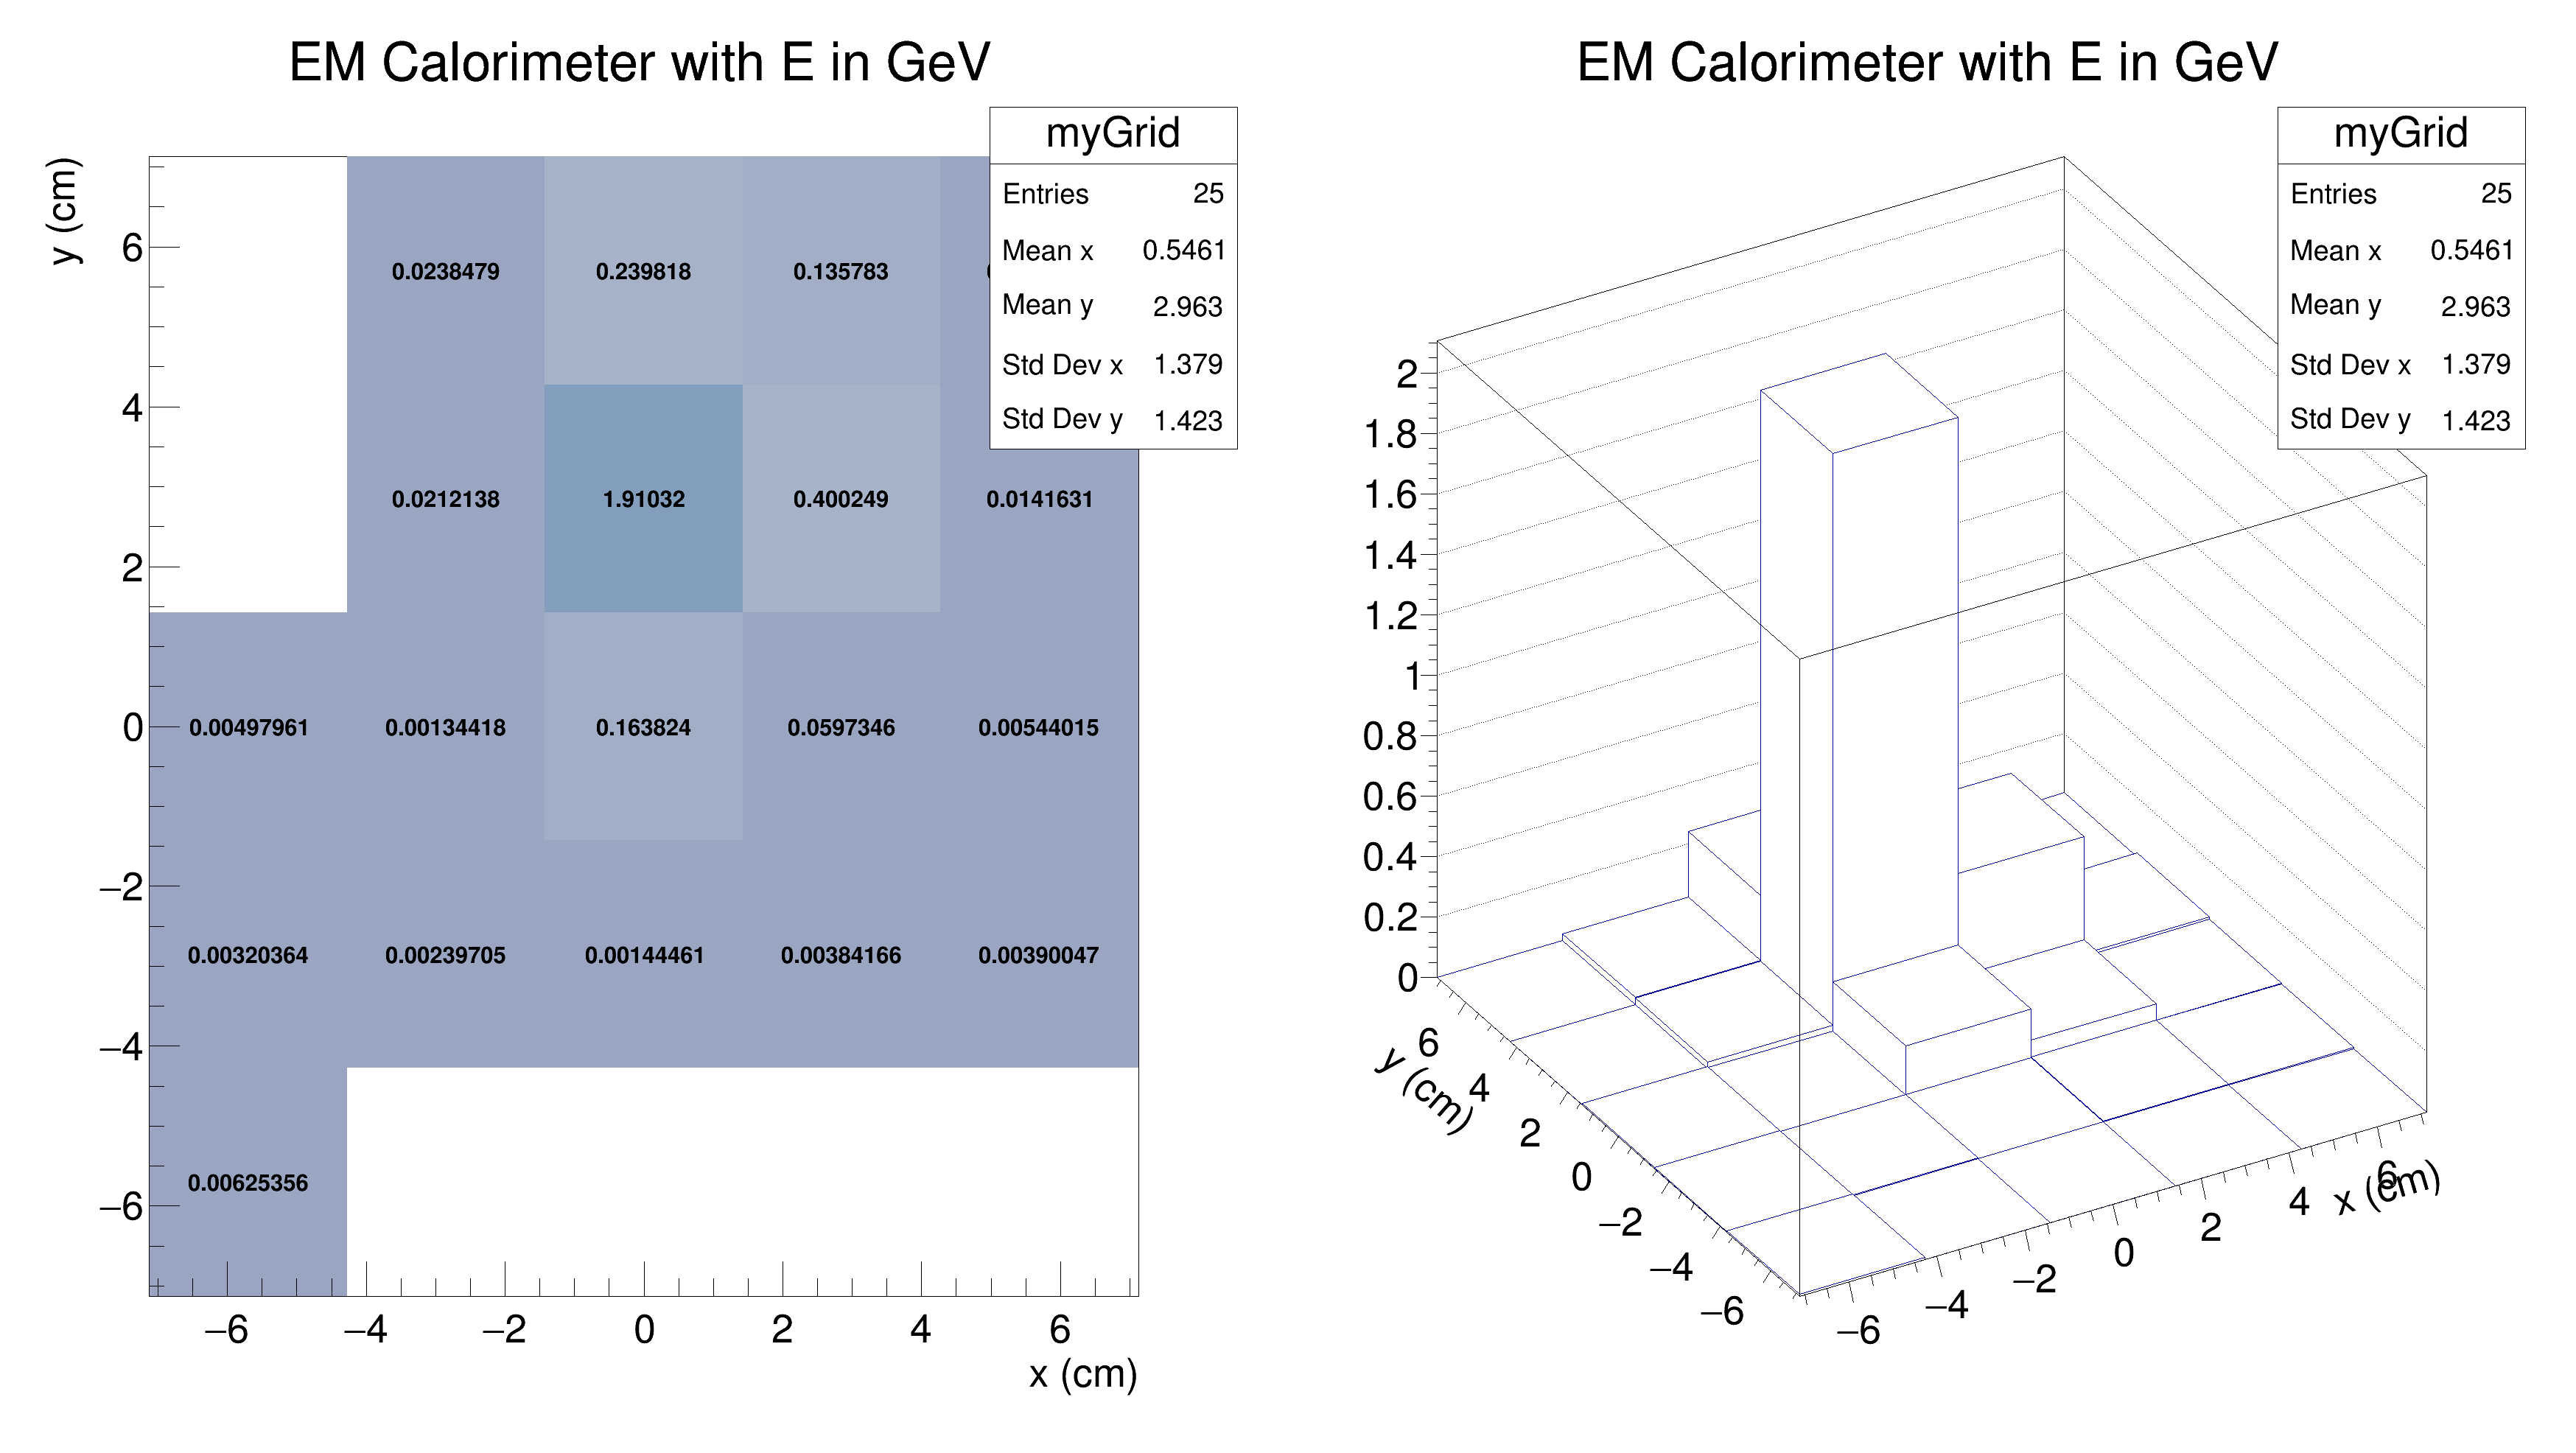 EM Calorimeter with E in GeV
myGrid
Entries 25
Mean x 0.5461
Mean y 2.963
Std Dev x 1.379
Std Dev y 1.423
y (cm)
6
4
2
0
−2
−4
−6
0.0238479 0.239818 0.135783
0.0212138 1.91032 0.400249 0.0141631
0.00497961 0.00134418 0.163824 0.0597346 0.00544015
0.00320364 0.00239705 0.00144461 0.00384166 0.00390047
0.00625356
−6 −4 −2 0 2 4 6
x (cm)
EM Calorimeter with E in GeV
myGrid
Entries 25
Mean x 0.5461
Mean y 2.963
Std Dev x 1.379
Std Dev y 1.423
2
1.8
1.6
1.4
1.2
1
0.8
0.6
0.4
0.2
0
y (cm)
6
4
2
0
−2
−4
−6
−6 −4 −2 0 2 4 6
x (cm)